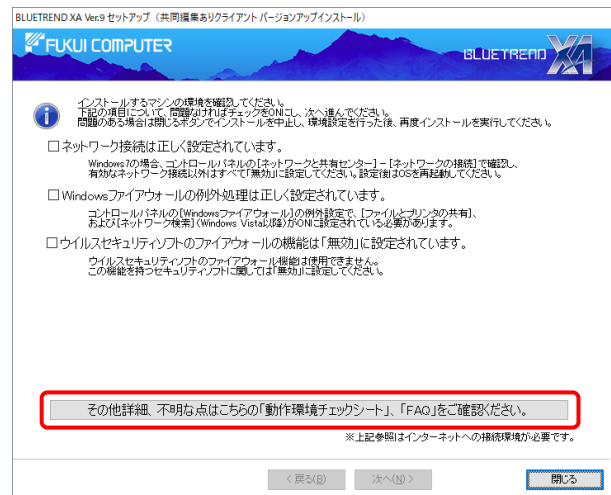 BLUETREND XA Ver.9 セットアップ（共同編集ありクライアント バージョンアップインストール）
FUKUI COMPUTER
BLUETREND XA
インストールするマシンの環境を確認してください。
下記の項目について、問題なければチェックをONにし、次へ進んでください。
問題のある場合は閉じるボタンでインストールを中止し、環境設定を行った後、再度インストールを実行してください。
ネットワーク接続は正しく設定されています。
Windows7の場合、コントロールパネルの[ネットワークと共有センター] - [ネットワークの接続]で確認し、
有効なネットワーク接続以外はすべて「無効」に設定してください。設定後はOSを再起動してください。
Windowsファイアウォールの例外処理は正しく設定されています。
コントロールパネルの[Windowsファイアウォール]の例外設定で、[ファイルとプリンタの共有]、
および[ネットワーク検索](Windows Vista以降)がONに設定されている必要があります。
ウイルスセキュリティソフトのファイアウォールの機能は「無効」に設定されています。
ウイルスセキュリティソフトのファイアウォール機能は使用できません。
この機能を持つセキュリティソフトに関しては「無効」に設定してください。
その他詳細、不明な点はこちらの「動作環境チェックシート」、「FAQ」をご確認ください。
※上記参照はインターネットへの接続環境が必要です。
< 戻る(B)
次へ(N) >
閉じる